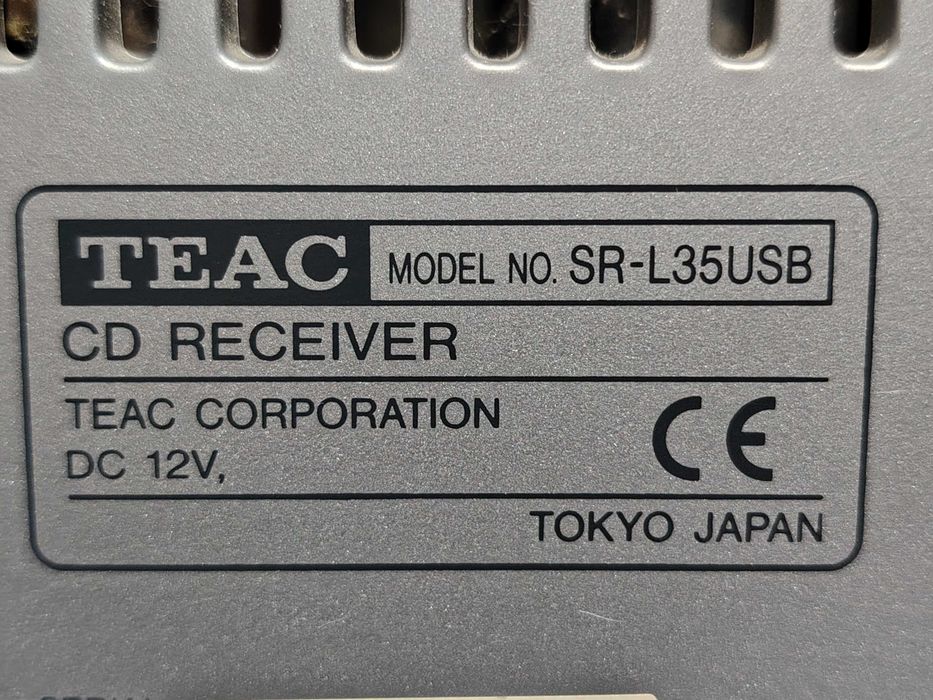 TEAC MODEL NO. SR-L35USB
CD RECEIVER
TEAC CORPORATION
DC 12V,
CE
TOKYO JAPAN